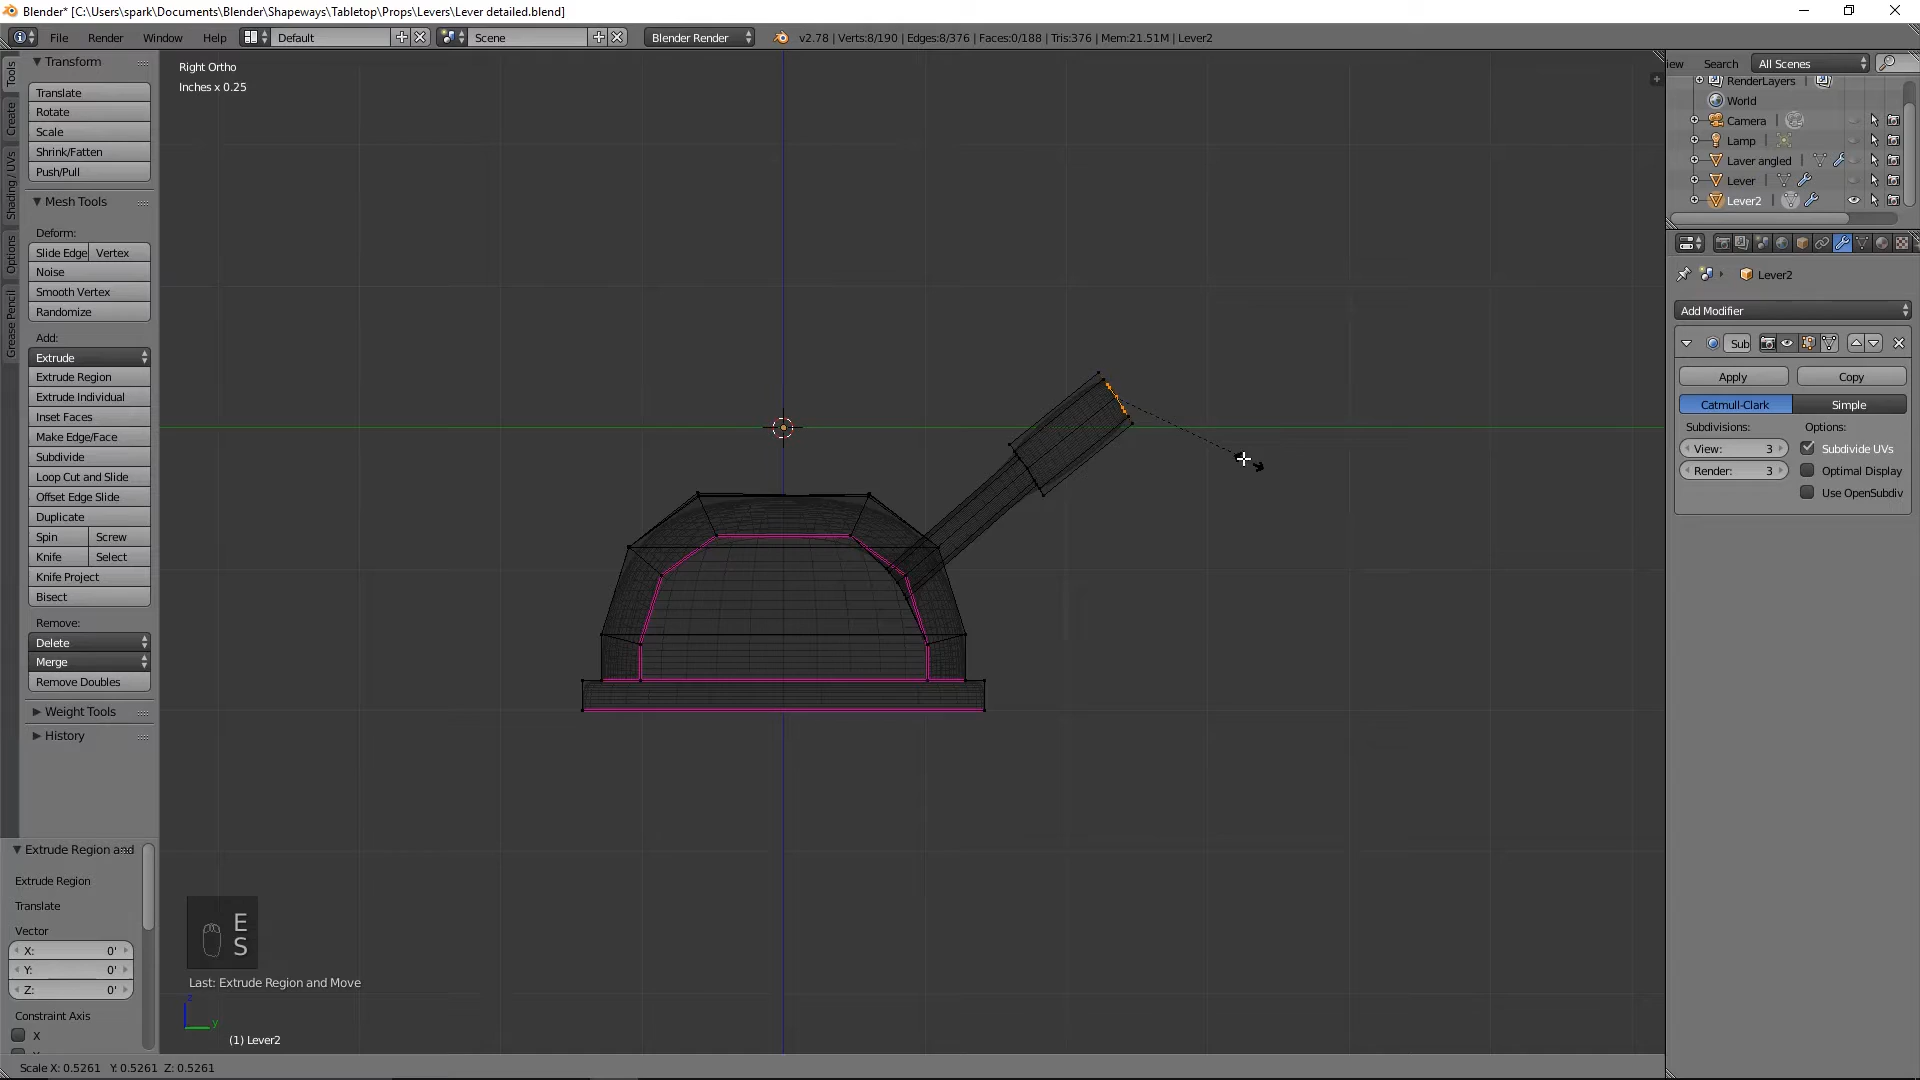 Blender* [C:\Users\spark\Documents\Blender\Shapeways\Tabletop\Props\Levers\Lever detailed.blend]
File Render Window Help Default Scene Blender Render v2.78 | Verts:8/190 | Edges:8/376 | Faces:0/188 | Tris:376 | Mem:21.51M | Lever2
Tools
Create
Shading / UVs
Options
Grease Pencil
Transform
Translate
Rotate
Scale
Shrink/Fatten
Push/Pull
Mesh Tools
Deform:
Slide Edge Vertex
Noise
Smooth Vertex
Randomize
Add:
Extrude
Extrude Region
Extrude Individual
Inset Faces
Make Edge/Face
Subdivide
Loop Cut and Slide
Offset Edge Slide
Duplicate
Spin Screw
Knife Select
Knife Project
Bisect
Remove:
Delete
Merge
Remove Doubles
Weight Tools
History
Extrude Region and
Extrude Region
Translate
Vector
X: 0'
Y: 0'
Z: 0'
Constraint Axis
X
Right Ortho
Inches x 0.25
E
S
Last: Extrude Region and Move
z
y
(1) Lever2
Scale X: 0.5261 Y: 0.5261 Z: 0.5261
iew Search All Scenes
RenderLayers
World
Camera
Lamp
Laver angled
Lever
Lever2
Lever2
Add Modifier
Sub
Apply Copy
Catmull-Clark Simple
Subdivisions: Options:
View: 3 Subdivide UVs
Render: 3 Optimal Display
Use OpenSubdiv